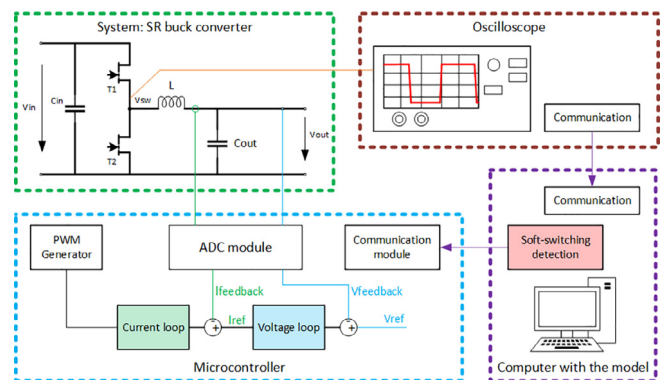 System: SR buck converter
Oscilloscope
Vin
Cin
T1
Vsw
L
T2
Cout
Vout
Communication
Communication
PWM
Generator
ADC module
Communication
module
Soft-switching
detection
Ifeedback
Vfeedback
Current loop
Iref
Voltage loop
Vref
Microcontroller
Computer with the model